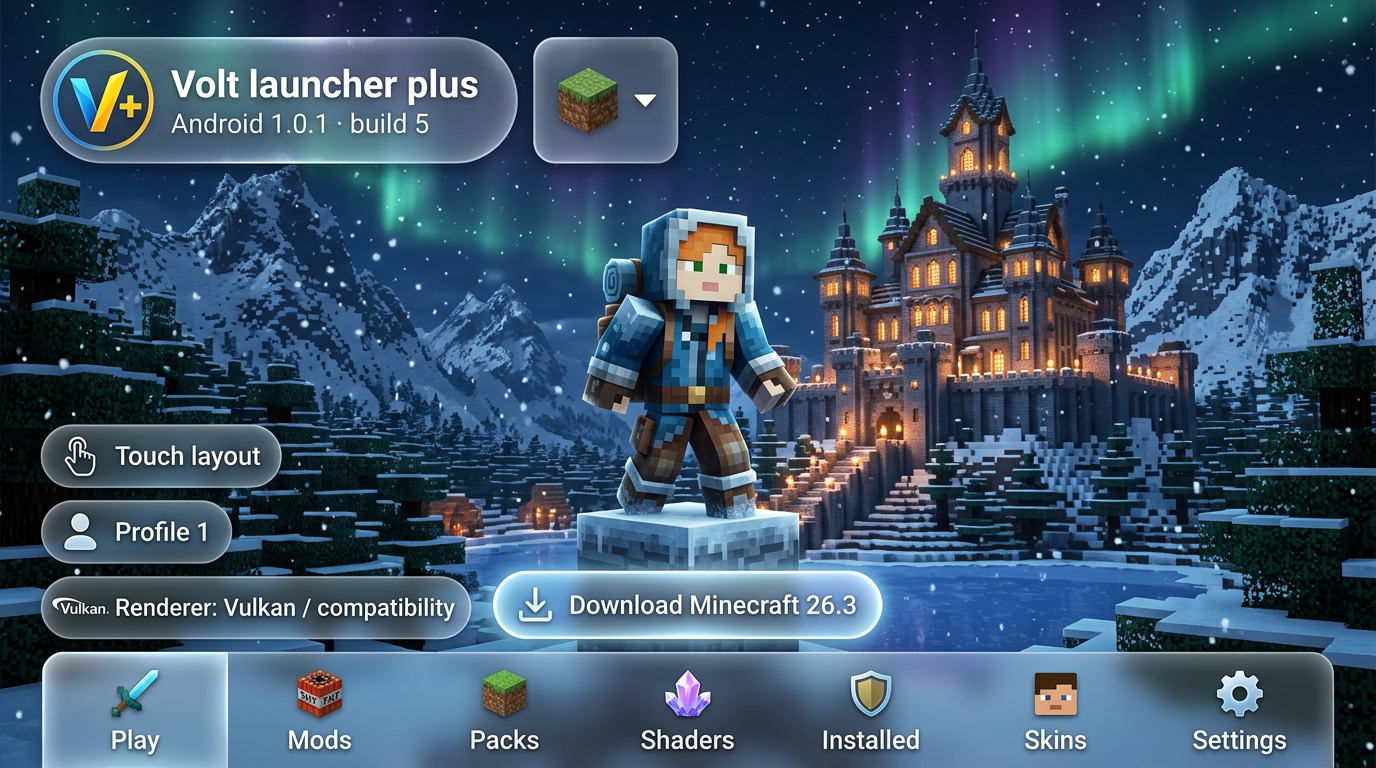 V+
Volt launcher plus
Android 1.0.1 · build 5
Touch layout
Profile 1
Vulkan.
Renderer: Vulkan / compatibility
Download Minecraft 26.3
Play
Mods
Packs
Shaders
Installed
Skins
Settings